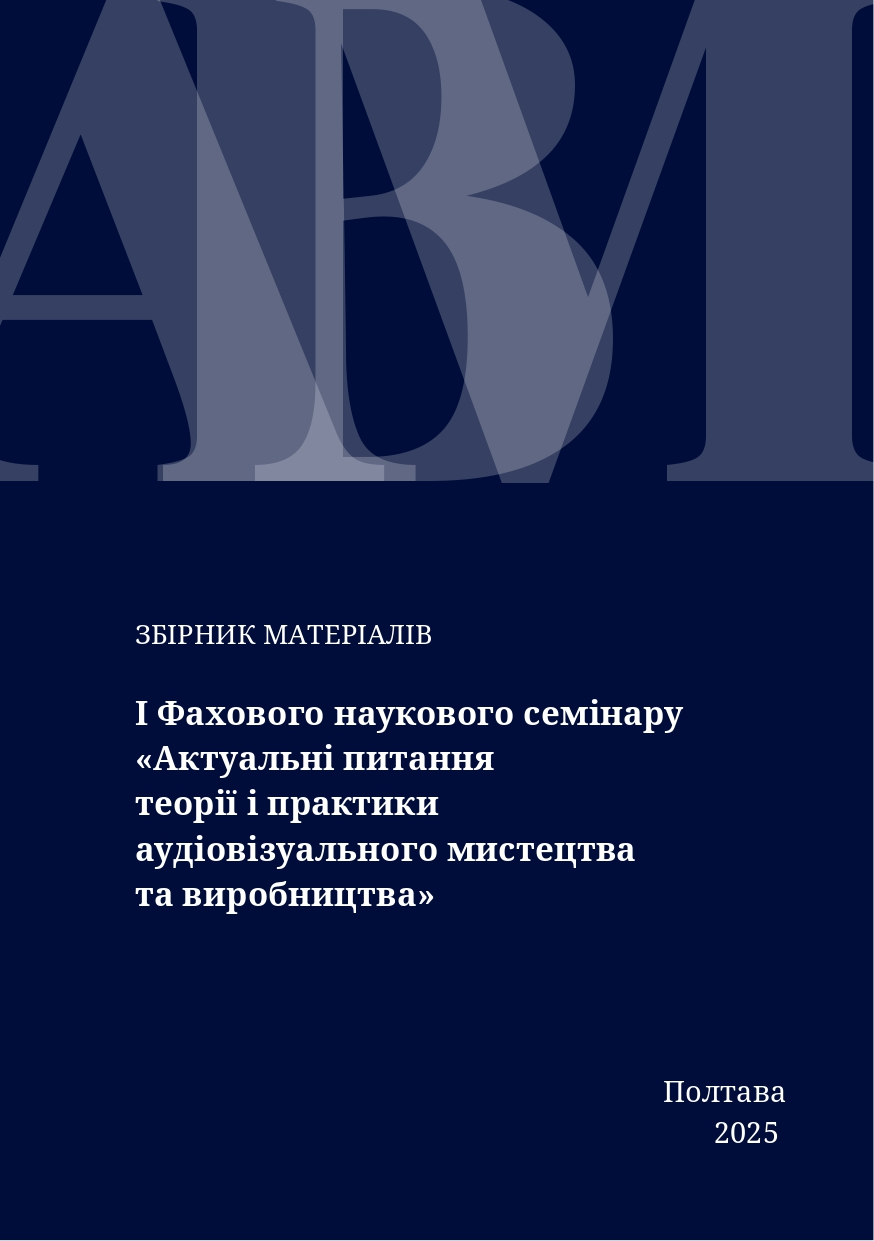 АВМ
ЗБІРНИК МАТЕРІАЛІВ
І Фахового наукового семінару
«Актуальні питання
теорії і практики
аудіовізуального мистецтва
та виробництва»
Полтава
2025